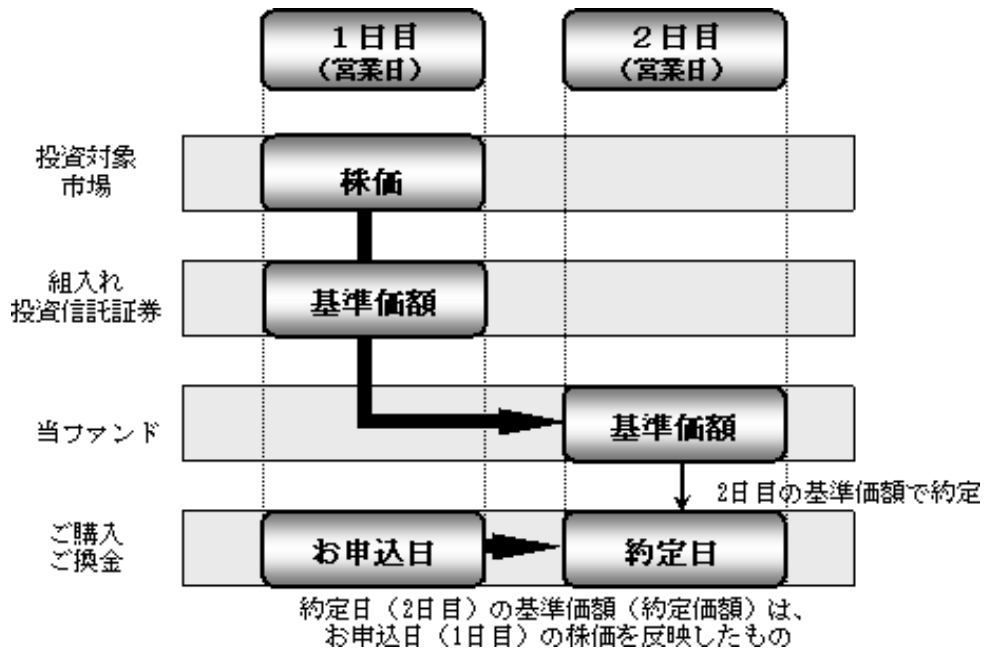 １日目
（営業日）
２日目
（営業日）
投資対象
市場
株価
組入れ
投資信託証券
基準価額
当ファンド
基準価額
2日目の基準価額で約定
ご購入
ご換金
お申込日
約定日
約定日（2日目）の基準価額（約定価額）は、
お申込日（1日目）の株価を反映したもの